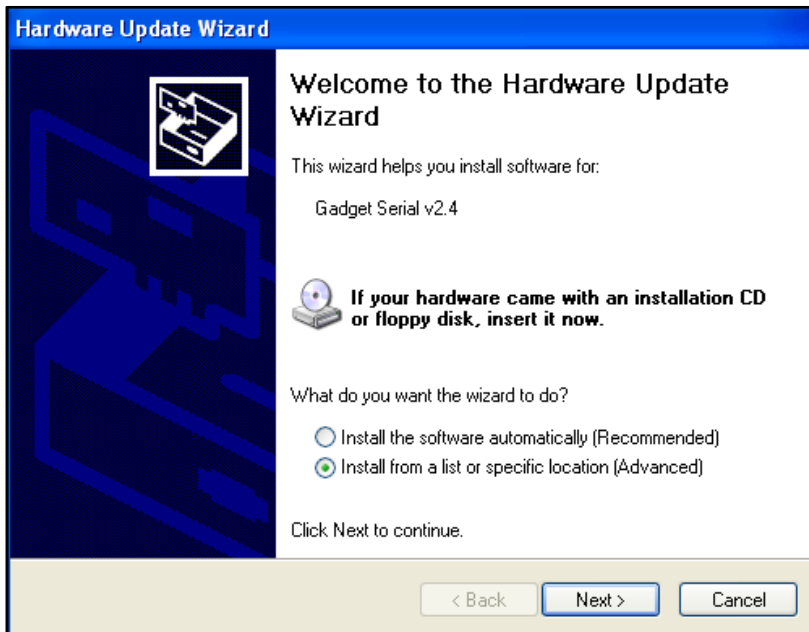 Hardware Update Wizard
Welcome to the Hardware Update
Wizard
This wizard helps you install software for:
Gadget Serial v2.4
If your hardware came with an installation CD
or floppy disk, insert it now.
What do you want the wizard to do?
Install the software automatically (Recommended)
Install from a list or specific location (Advanced)
Click Next to continue.
< Back
Next >
Cancel